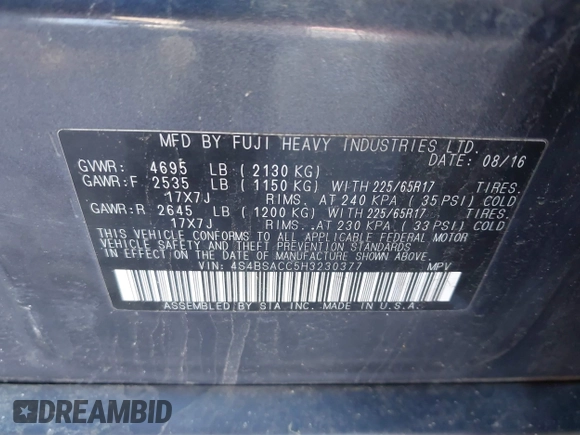 MFD BY FUJI HEAVY INDUSTRIES LTD.
DATE: 08/16
GVWR: 4695 LB (2130 KG)
GAWR:F 2535 LB (1150 KG) WITH 225/65R17 TIRES.
17X7J RIMS. AT 240 KPA (35 PSI) COLD
GAWR:R 2645 LB (1200 KG) WITH 225/65R17 TIRES.
17X7J RIMS. AT 230 KPA (33 PSI) COLD
THIS VEHICLE CONFORMS TO ALL APPLICABLE FEDERAL MOTOR
VEHICLE SAFETY AND THEFT PREVENTION STANDARDS
IN EFFECT ON THE DATE OF MANUFACTURE SHOWN ABOVE.
VIN: 4S4BSACC5H3230377 MPV
ASSEMBLED BY SIA INC. MADE IN U.S.A.
DREAMBID